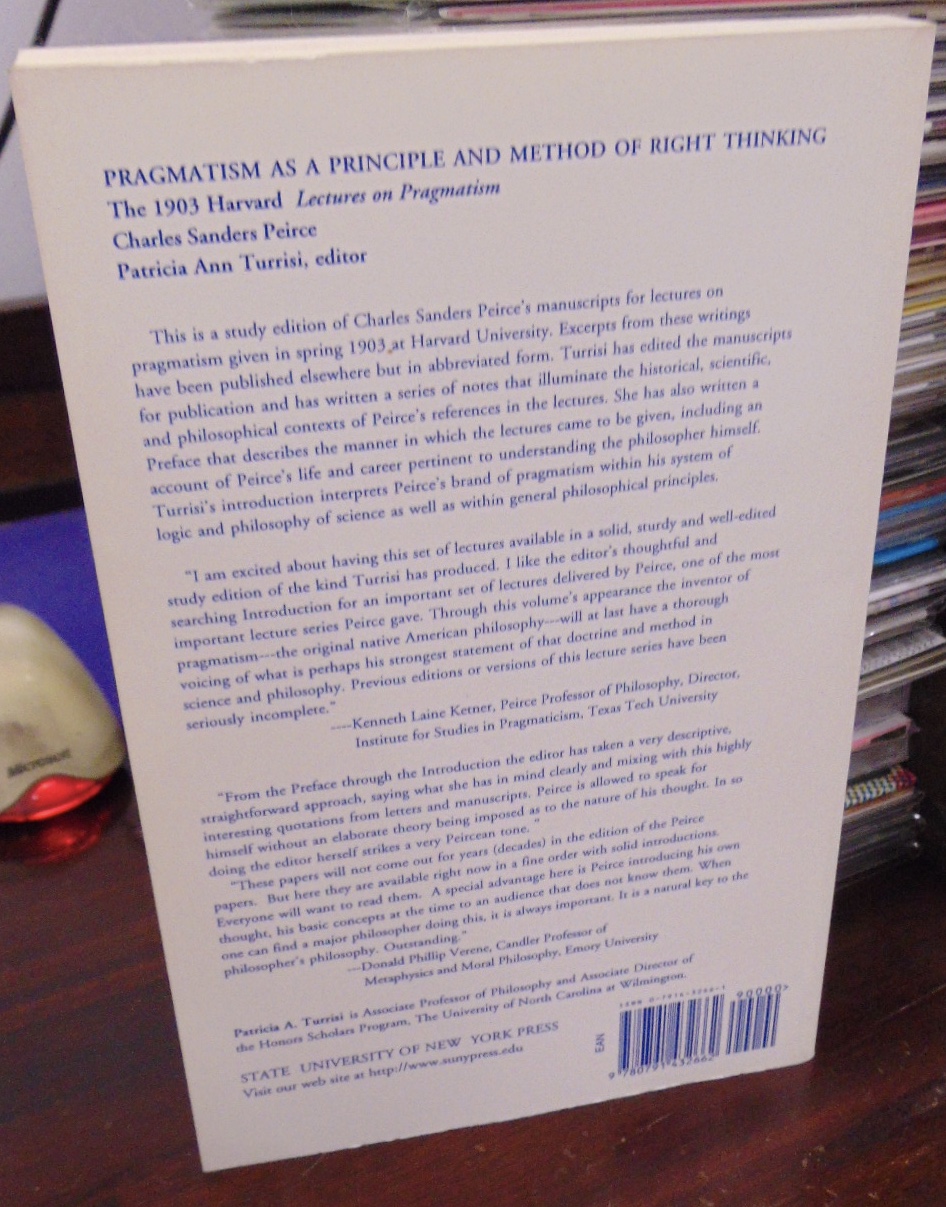 PRAGMATISM AS A PRINCIPLE AND METHOD OF RIGHT THINKING
The 1903 Harvard Lectures on Pragmatism
Charles Sanders Peirce
Patricia Ann Turrisi, editor
This is a study edition of Charles Sanders Peirce's manuscripts for lectures on
pragmatism given in spring 1903 at Harvard University. Excerpts from these writings
have been published elsewhere but in abbreviated form. Turrisi has edited the manuscripts
for publication and has written a series of notes that illuminate the historical, scientific,
and philosophical contexts of Peirce's references in the lectures. She has also written a
Preface that describes the manner in which the lectures came to be given, including an
account of Peirce's life and career pertinent to understanding the philosopher himself.
Turrisi's introduction interprets Peirce's brand of pragmatism within his system of
logic and philosophy of science as well as within general philosophical principles.
"I am excited about having this set of lectures available in a solid, sturdy and well-edited
study edition of the kind Turrisi has produced. I like the editor's thoughtful and
searching Introduction for an important set of lectures delivered by Peirce, one of the most
important lecture series Peirce gave. Through this volume's appearance the inventor of
pragmatism---the original native American philosophy---will at last have a thorough
voicing of what is perhaps his strongest statement of that doctrine and method in
science and philosophy. Previous editions or versions of this lecture series have been
seriously incomplete."
----Kenneth Laine Ketner, Peirce Professor of Philosophy, Director,
Institute for Studies in Pragmaticism, Texas Tech University
"From the Preface through the Introduction the editor has taken a very descriptive,
straightforward approach, saying what she has in mind clearly and mixing with this highly
interesting quotations from letters and manuscripts. Peirce is allowed to speak for
himself without an elaborate theory being imposed as to the nature of his thought. In so
doing the editor herself strikes a very Peircean tone."
"These papers will not come out for years (decades) in the edition of the Peirce
papers. But here they are available right now in a fine order with solid introductions.
Everyone will want to read them. A special advantage here is Peirce introducing his own
thought, his basic concepts at the time to an audience that does not know them. When
one can find a major philosopher doing this, it is always important. It is a natural key to the
philosopher's philosophy. Outstanding."
---Donald Phillip Verene, Candler Professor of
Metaphysics and Moral Philosophy, Emory University
Patricia A. Turrisi is Associate Professor of Philosophy and Associate Director of
the Honors Scholars Program, The University of North Carolina at Wilmington.
STATE UNIVERSITY OF NEW YORK PRESS
Visit our web site at http://www.sunypress.edu
EAN
ISBN 0-7914-3266-1
90000>
9 780791 432662
Microsoft